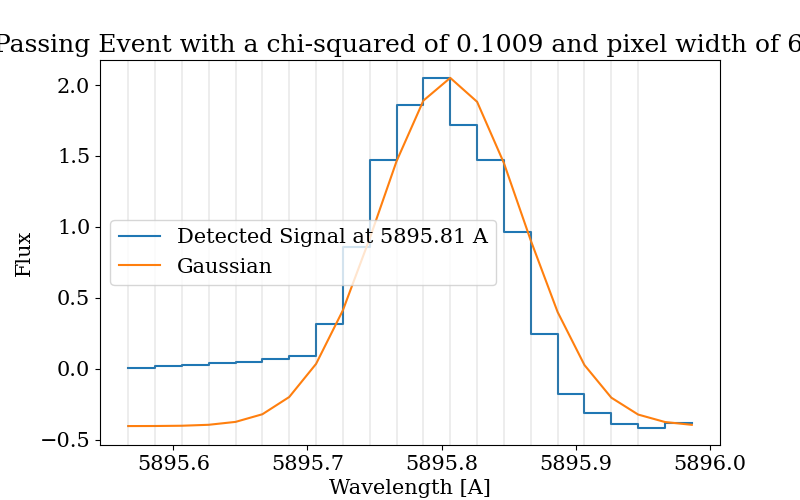 Passing Event with a chi-squared of 0.1009 and pixel width of 6
2.0
1.5
1.0
0.5
0.0
−0.5
Flux
Detected Signal at 5895.81 A
Gaussian
5895.6 5895.7 5895.8 5895.9 5896.0
Wavelength [A]